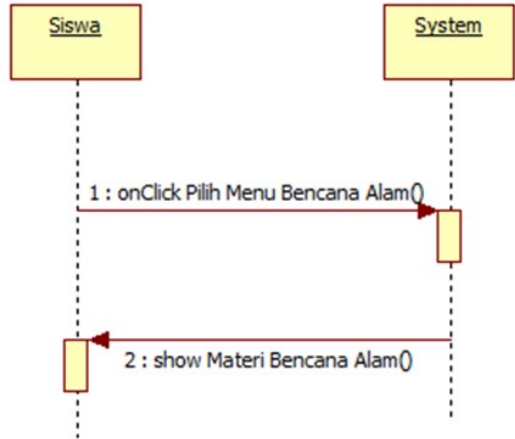 Siswa
System
1 : onClick Pilih Menu Bencana Alam()
2 : show Materi Bencana Alam()